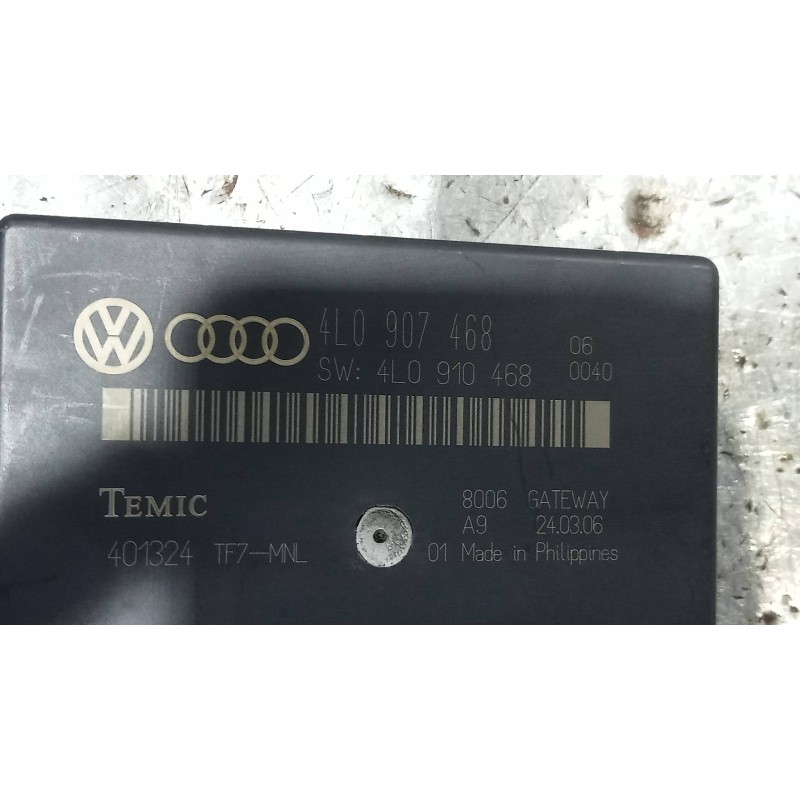 4L0 907 468 06
SW: 4L0 910 468 0040
TEMIC 8006 GATEWAY
A9 24.03.06
401324 TF7-MNL 01 Made in Philippines